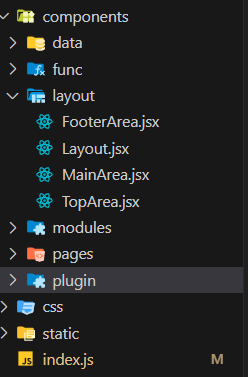 components
data
func
layout
FooterArea.jsx
Layout.jsx
MainArea.jsx
TopArea.jsx
modules
pages
plugin
css
static
JS index.js M